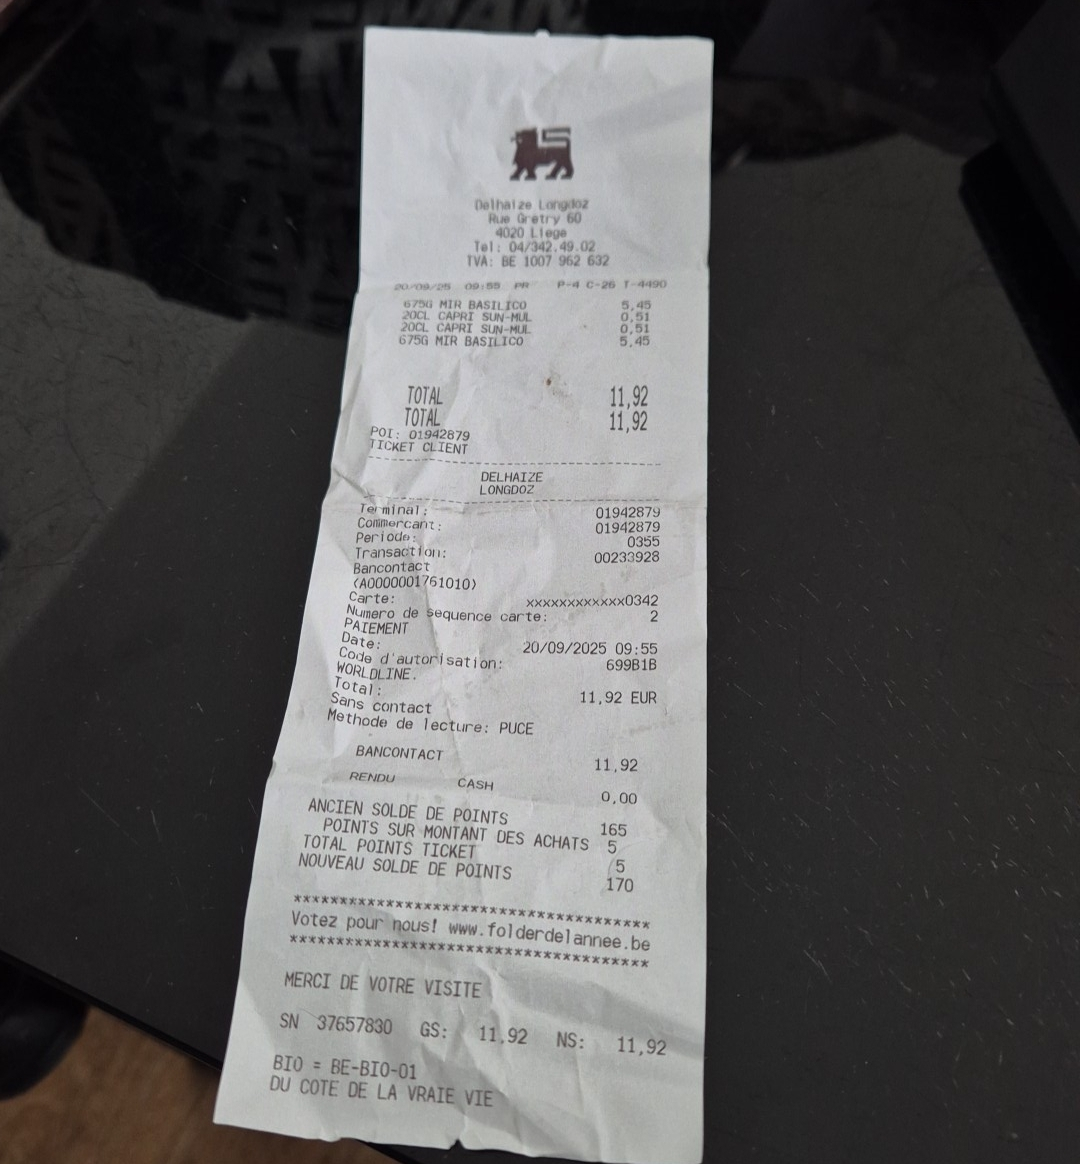 Delhaize Longdoz
Rue Gretry 60
4020 Liege
Tel: 04/342.49.02
TVA: BE 1007 962 632
20/09/25 09:55 PR P-4 C-26 T-4490
675G MIR BASILICO 5,45
20CL CAPRI SUN-MUL 0,51
20CL CAPRI SUN-MUL 0,51
675G MIR BASILICO 5,45
TOTAL 11,92
TOTAL 11,92
POI: 01942879
TICKET CLIENT
DELHAIZE
LONGDOZ
Terminal: 01942879
Commercant: 01942879
Periode: 0355
Transaction: 00233928
Bancontact
(A0000001761010)
Carte: xxxxxxxxxxxxx0342
Numero de sequence carte: 2
PAIEMENT
Date: 20/09/2025 09:55
Code d'autorisation: 699B1B
WORLDLINE.
Total: 11,92 EUR
Sans contact
Methode de lecture: PUCE
BANCONTACT 11,92
RENDU CASH 0,00
ANCIEN SOLDE DE POINTS 165
POINTS SUR MONTANT DES ACHATS 5
TOTAL POINTS TICKET 5
NOUVEAU SOLDE DE POINTS 170
****************************************
Votez pour nous! www.folderdelannee.be
****************************************
MERCI DE VOTRE VISITE
SN 37657830 GS: 11,92 NS: 11,92
BIO = BE-BIO-01
DU COTE DE LA VRAIE VIE